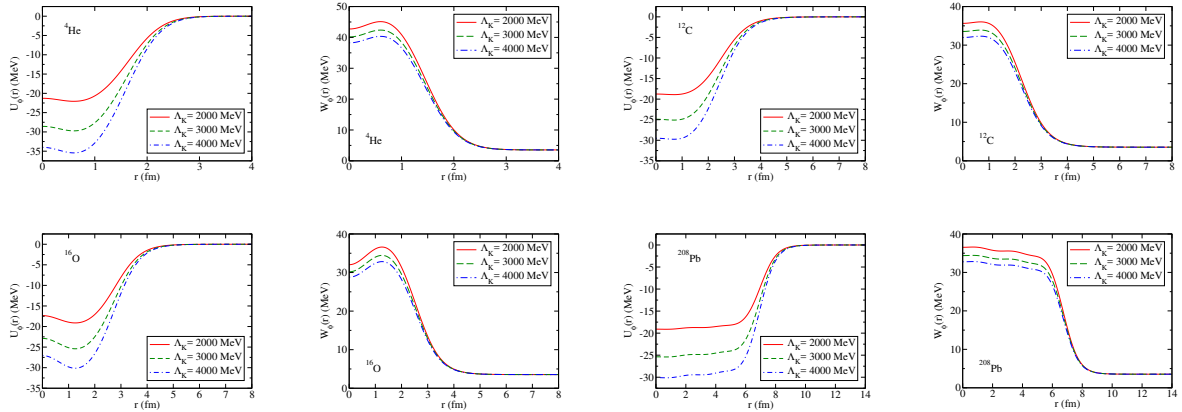 0
-5
-10
-15
-20
-25
-30
-35
U_ϕ(r) (MeV)
⁴He
Λ_K= 2000 MeV
Λ_K= 3000 MeV
Λ_K= 4000 MeV
0 1 2 3 4
r (fm)
50
40
30
20
10
0
W_ϕ(r) (MeV)
Λ_K= 2000 MeV
Λ_K= 3000 MeV
Λ_K= 4000 MeV
⁴He
0 1 2 3 4
r (fm)
0
-5
-10
-15
-20
-25
-30
-35
U_ϕ(r) (MeV)
¹²C
Λ_K= 2000 MeV
Λ_K= 3000 MeV
Λ_K= 4000 MeV
0 1 2 3 4 5 6 7 8
r (fm)
40
30
20
10
0
W_ϕ(r) (MeV)
Λ_K= 2000 MeV
Λ_K= 3000 MeV
Λ_K= 4000 MeV
¹²C
0 1 2 3 4 5 6 7 8
r (fm)
0
-5
-10
-15
-20
-25
-30
-35
U_ϕ(r) (MeV)
¹⁶O
Λ_K= 2000 MeV
Λ_K= 3000 MeV
Λ_K= 4000 MeV
0 1 2 3 4 5 6 7 8
r (fm)
40
30
20
10
0
W_ϕ(r) (MeV)
Λ_K= 2000 MeV
Λ_K= 3000 MeV
Λ_K= 4000 MeV
¹⁶O
0 1 2 3 4 5 6 7 8
r (fm)
0
-5
-10
-15
-20
-25
-30
U_ϕ(r) (MeV)
²⁰⁸Pb
Λ_K= 2000 MeV
Λ_K= 3000 MeV
Λ_K= 4000 MeV
0 2 4 6 8 10 12 14
r (fm)
40
30
20
10
0
W_ϕ(r) (MeV)
Λ_K= 2000 MeV
Λ_K= 3000 MeV
Λ_K= 4000 MeV
²⁰⁸Pb
0 2 4 6 8 10 12 14
r (fm)